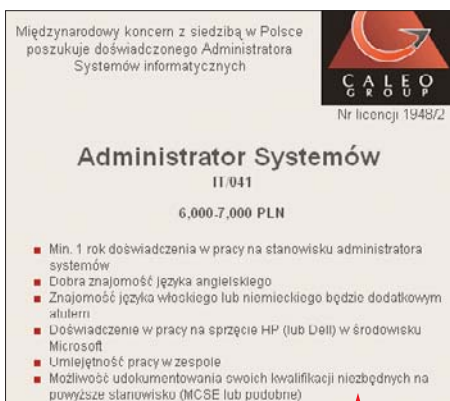 Międzynarodowy koncern z siedzibą w Polsce
poszukuje doświadczonego Administratora
Systemów informatycznych
CALEO
GROUP
Nr licencji 1948/2
Administrator Systemów
IT/041
6,000-7,000 PLN
Min. 1 rok doświadczenia w pracy na stanowisku administratora
systemów
Dobra znajomość języka angielskiego
Znajomość języka włoskiego lub niemieckiego będzie dodatkowym
atutem
Doświadczenie w pracy na sprzęcie HP (lub Dell) w środowisku
Microsoft
Umiejętność pracy w zespole
Możliwość udokumentowania swoich kwalifikacji niezbędnych na
powyższe stanowisko (MCSE lub podobne)